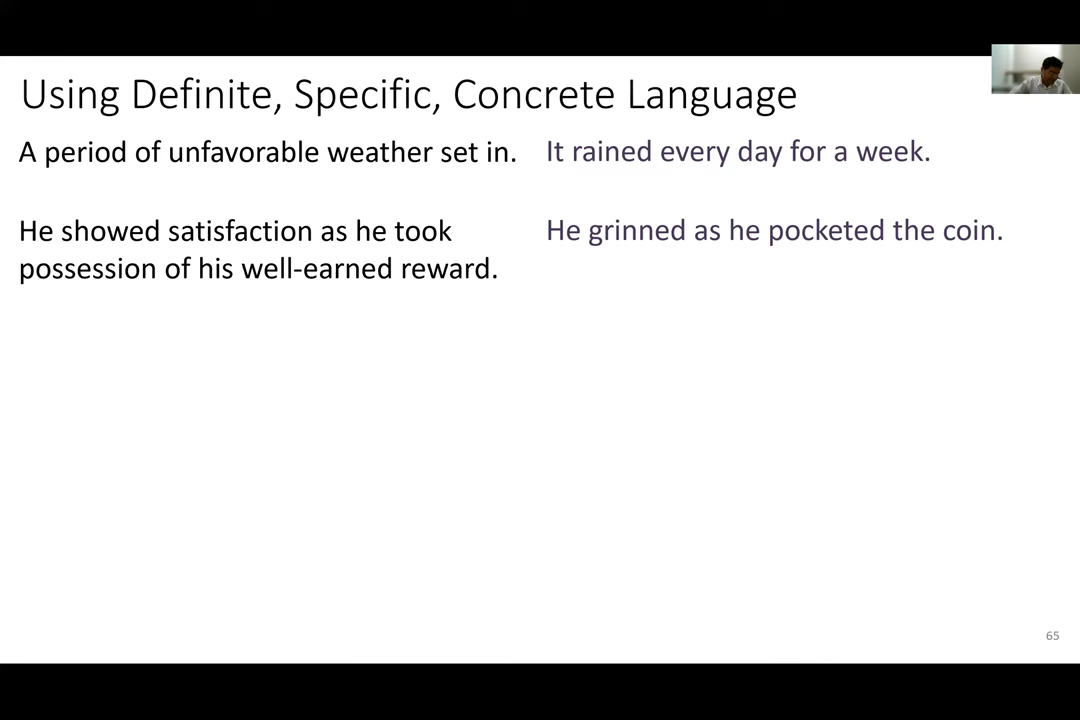 Using Definite, Specific, Concrete Language
A period of unfavorable weather set in.
It rained every day for a week.
He showed satisfaction as he took
possession of his well-earned reward.
He grinned as he pocketed the coin.
65